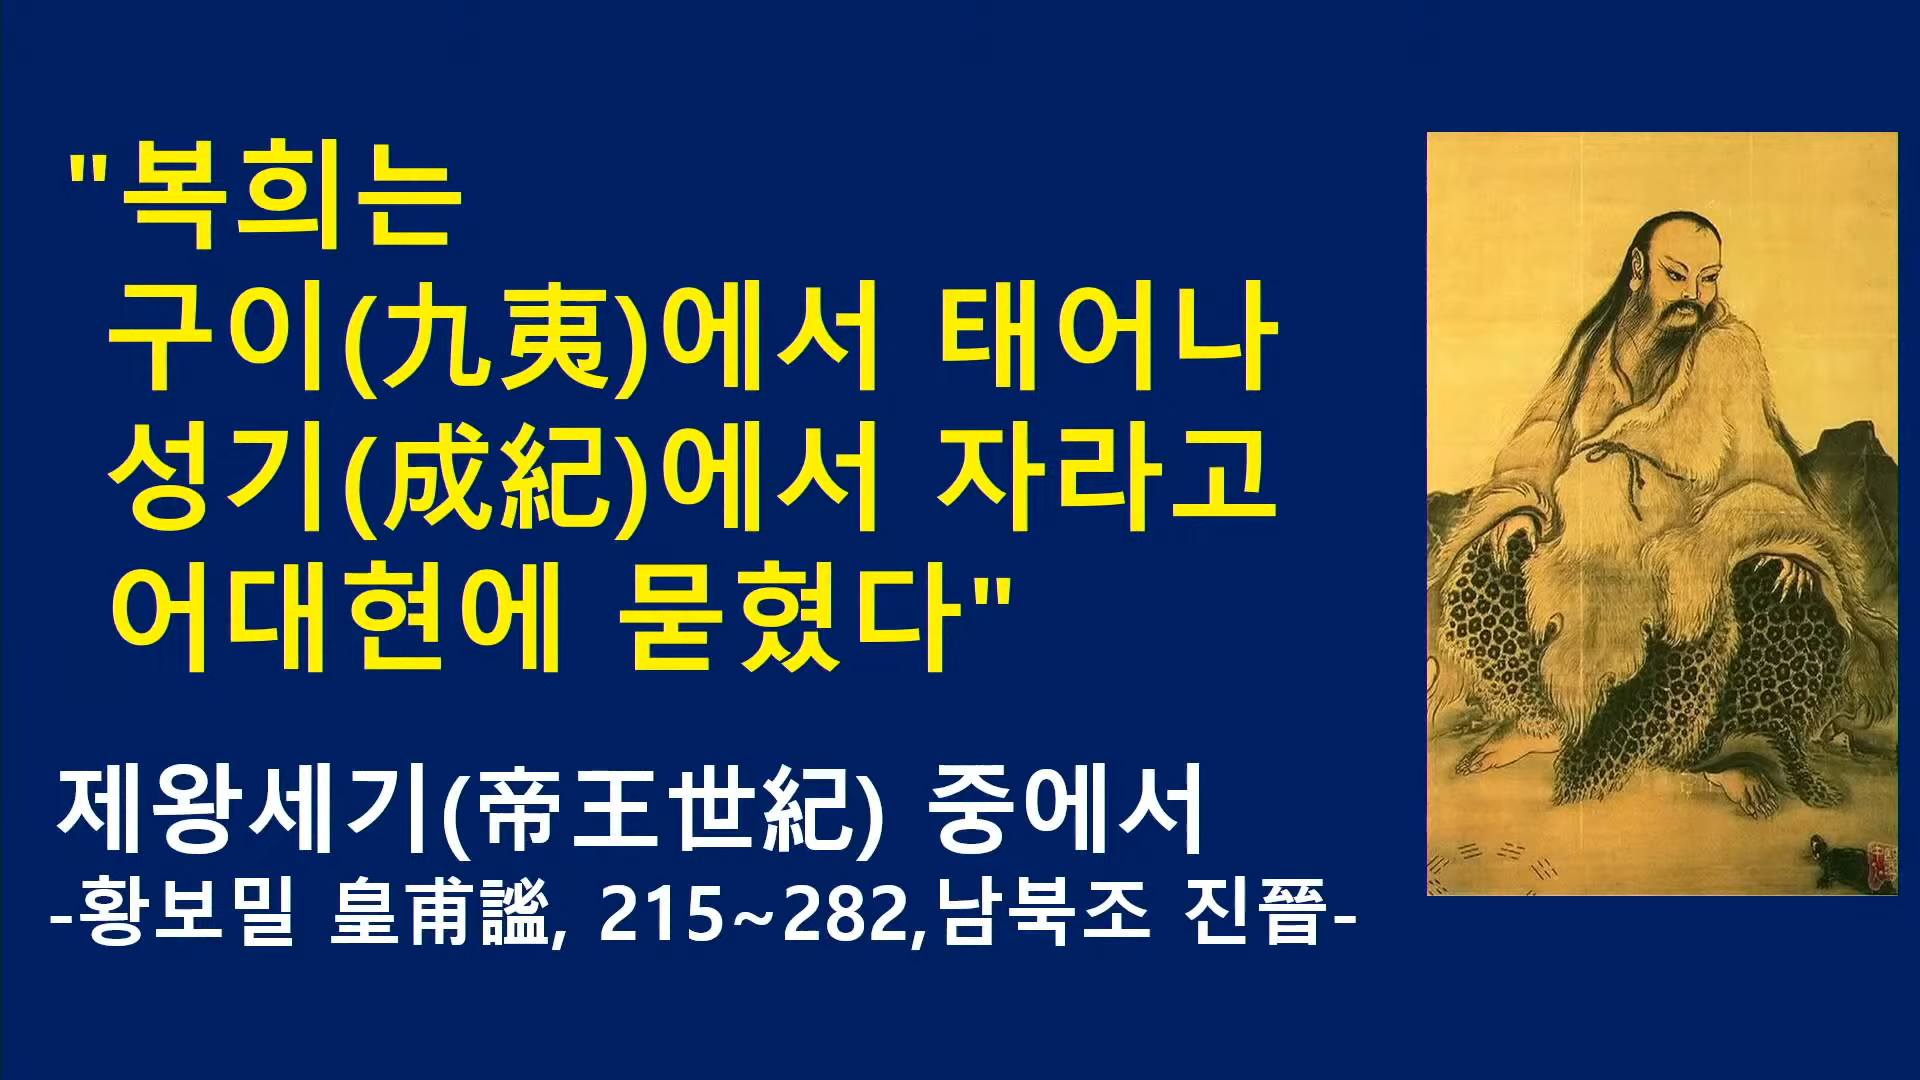 "복희는
구이(九夷)에서 태어나
성기(成紀)에서 자라고
어대현에 묻혔다"
제왕세기(帝王世紀) 중에서
-황보밀 皇甫謐, 215~282,남북조 진晉-